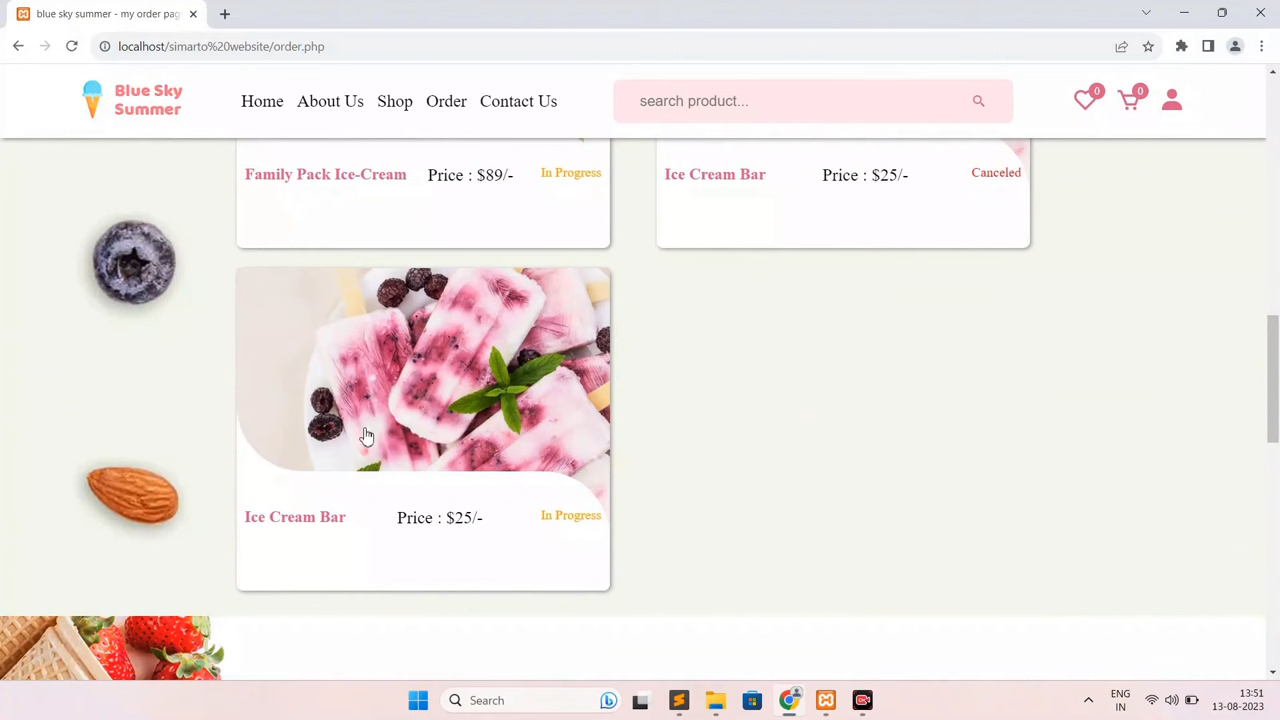 blue sky summer - my order pag
localhost/simarto%20website/order.php
Blue Sky
Summer
Home About Us Shop Order Contact Us
search product...
0
0
Family Pack Ice-Cream Price : $89/- In Progress
Ice Cream Bar Price : $25/- Canceled
Ice Cream Bar Price : $25/- In Progress
Search
ENG
IN
13:51
13-08-2023